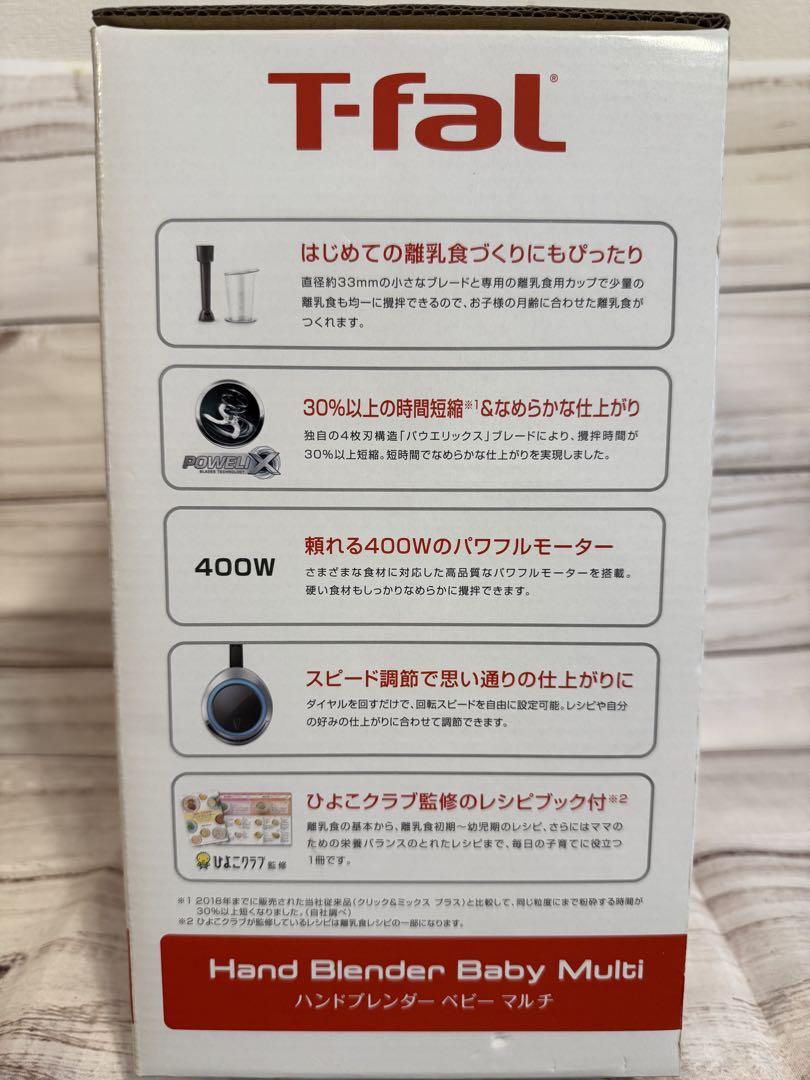 T-fal®
はじめての離乳食づくりにもぴったり
直径約33mmの小さなブレードと専用の離乳食用カップで少量の
離乳食も均一に攪拌できるので、お子様の月齢に合わせた離乳食が
つくれます。
30%以上の時間短縮※1&なめらかな仕上がり
独自の4枚刃構造「パウエリックス」ブレードにより、攪拌時間が
30%以上短縮。短時間でなめらかな仕上がりを実現しました。
POWELIX
BLADES TECHNOLOGY
400W
頼れる400Wのパワフルモーター
さまざまな食材に対応した高品質なパワフルモーターを搭載。
硬い食材もしっかりなめらかに攪拌できます。
スピード調節で思い通りの仕上がりに
ダイヤルを回すだけで、回転スピードを自由に設定可能。レシピや自分
の好みの仕上がりに合わせて調節できます。
ひよこクラブ監修のレシピブック付※2
離乳食の基本から、離乳食初期〜幼児期のレシピ、さらにはママの
ための栄養バランスのとれたレシピまで、毎日の子育てに役立つ
1冊です。
ひよこクラブ監修
※1 2018年までに販売された当社従来品(クリック&ミックス プラス)と比較して、同じ粒度にまで粉砕する時間が
30%以上短くなりました。(自社調べ)
※2 ひよこクラブが監修しているレシピは離乳食レシピの一部になります。
Hand Blender Baby Multi
ハンドブレンダー ベビー マルチ